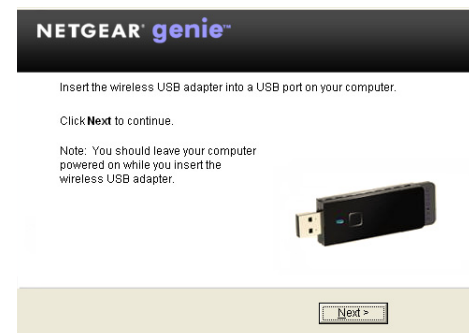 NETGEAR® genie™
Insert the wireless USB adapter into a USB port on your computer.
Click Next to continue.
Note: You should leave your computer
powered on while you insert the
wireless USB adapter.
Next >